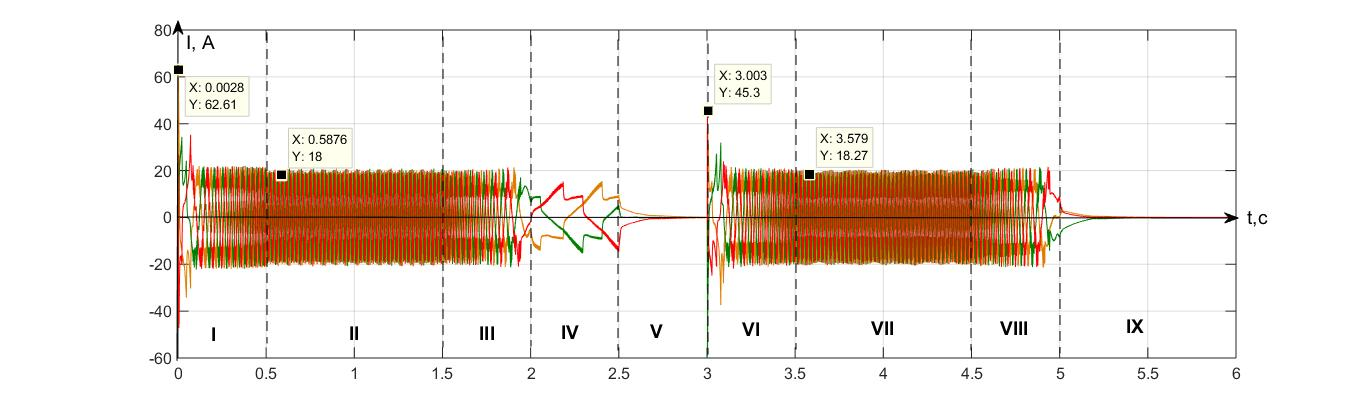 80
I, A
60
X: 0.0028
Y: 62.61
X: 3.003
Y: 45.3
40
X: 0.5876
Y: 18
X: 3.579
Y: 18.27
20
0
t,c
-20
-40
I
II
III
IV
V
VI
VII
VIII
IX
-60
0 0.5 1 1.5 2 2.5 3 3.5 4 4.5 5 5.5 6